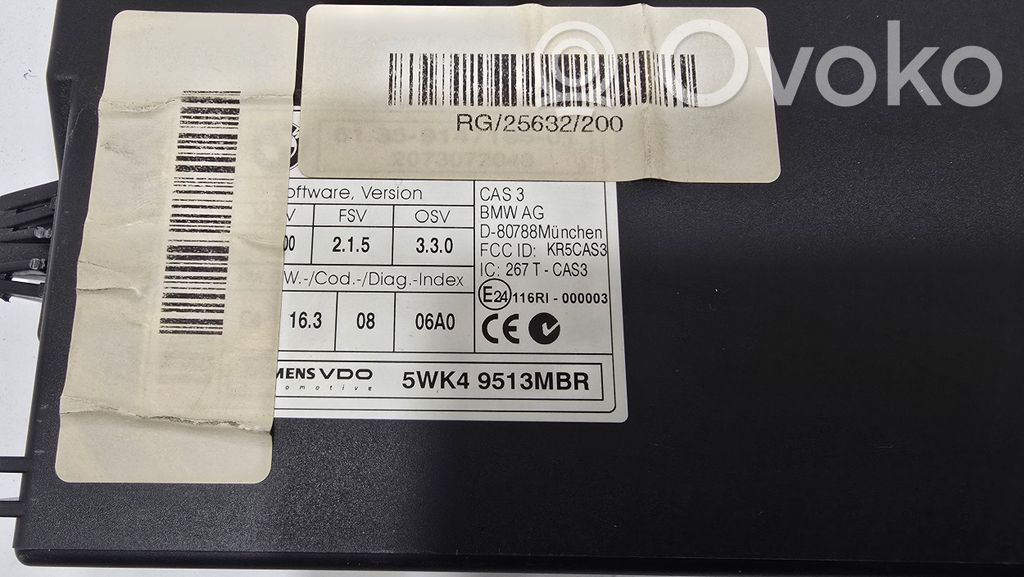 Ovoko
RG/25632/200
2073072048
Software, Version
FSV OSV
2.1.5 3.3.0
W.-/Cod.-/Diag.-Index
16.3 08 06A0
CAS 3
BMW AG
D-80788München
FCC ID: KR5CAS3
IC: 267 T - CAS3
E24 116RI - 000003
CE N
MENS VDO
omotive
5WK4 9513MBR